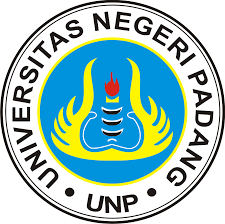 UNIVERSITAS NEGERI PADANG
• UNP •